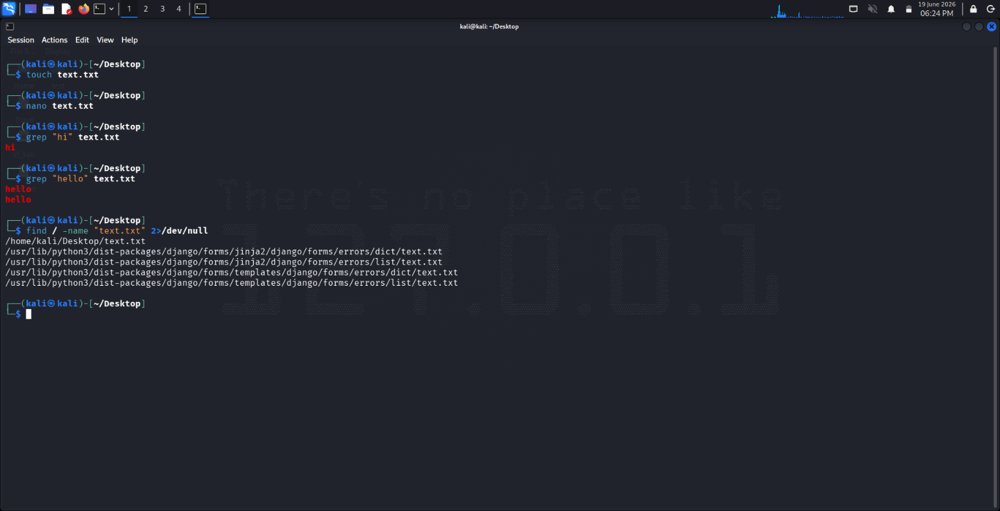 1 2 3 4
19 June 2026
06:24 PM
kali@kali: ~/Desktop
Session Actions Edit View Help
File S... Display
┌──(kali㉿kali)-[~/Desktop]
└─$ touch text.txt
Home test
┌──(kali㉿kali)-[~/Desktop]
└─$ nano text.txt
Trash
┌──(kali㉿kali)-[~/Desktop]
└─$ grep "hi" text.txt
hi
┌──(kali㉿kali)-[~/Desktop]
└─$ grep "hello" text.txt
hello
hello
There's no place like
127.0.0.1
┌──(kali㉿kali)-[~/Desktop]
└─$ find / -name "text.txt" 2>/dev/null
/home/kali/Desktop/text.txt
/usr/lib/python3/dist-packages/django/forms/jinja2/django/forms/errors/dict/text.txt
/usr/lib/python3/dist-packages/django/forms/jinja2/django/forms/errors/list/text.txt
/usr/lib/python3/dist-packages/django/forms/templates/django/forms/errors/dict/text.txt
/usr/lib/python3/dist-packages/django/forms/templates/django/forms/errors/list/text.txt
┌──(kali㉿kali)-[~/Desktop]
└─$